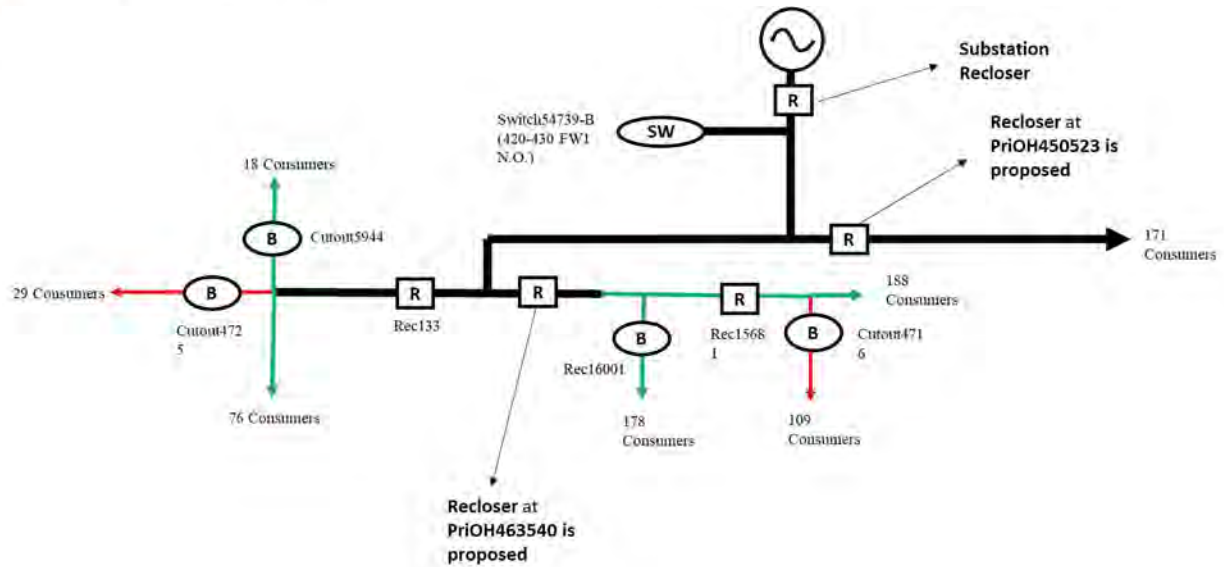 Substation
Recloser
R
Switch54739-B
(420-430 FW1
N.O.)
SW
Recloser at
PriOH450523 is
proposed
18 Consumers
B
Cutout5944
R
171
Consumers
29 Consumers
B
Cutout472
5
R
Rec133
R
188
Consumers
R
Rec1568
1
B
Cutout471
6
B
Rec16001
76 Consumers
178
Consumers
109
Consumers
Recloser at
PriOH463540 is
proposed